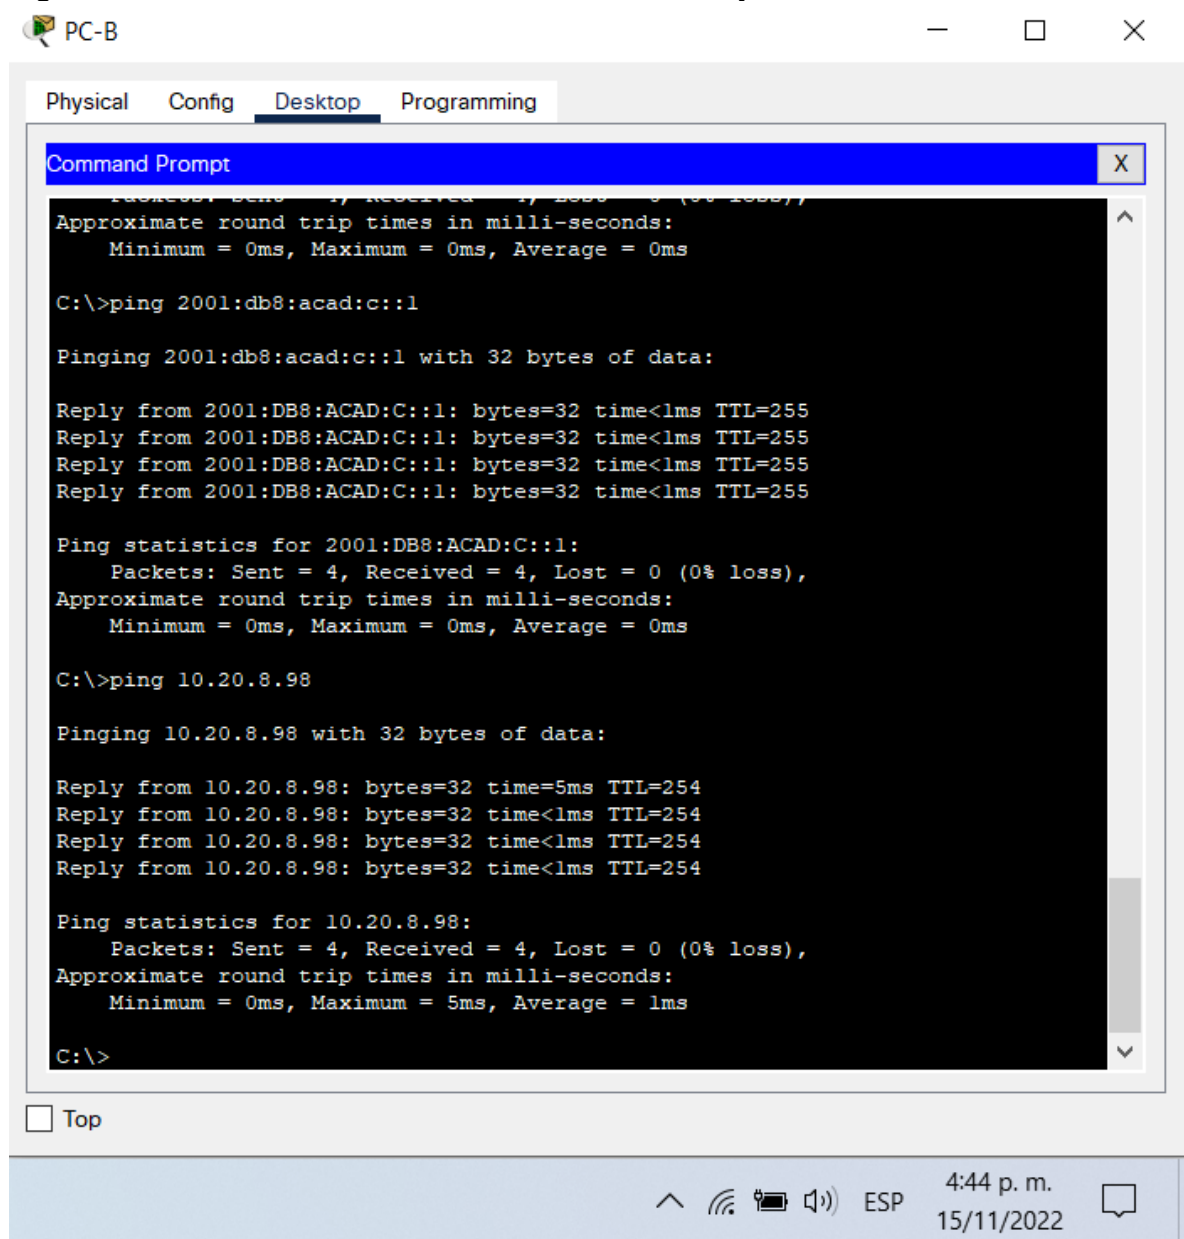 PC-B
Physical Config Desktop Programming
Command Prompt X
Packets: Sent = 4, Received = 4, Lost = 0 (0% loss),
Approximate round trip times in milli-seconds:
Minimum = 0ms, Maximum = 0ms, Average = 0ms
C:\>ping 2001:db8:acad:c::1
Pinging 2001:db8:acad:c::1 with 32 bytes of data:
Reply from 2001:DB8:ACAD:C::1: bytes=32 time<1ms TTL=255
Reply from 2001:DB8:ACAD:C::1: bytes=32 time<1ms TTL=255
Reply from 2001:DB8:ACAD:C::1: bytes=32 time<1ms TTL=255
Reply from 2001:DB8:ACAD:C::1: bytes=32 time<1ms TTL=255
Ping statistics for 2001:DB8:ACAD:C::1:
Packets: Sent = 4, Received = 4, Lost = 0 (0% loss),
Approximate round trip times in milli-seconds:
Minimum = 0ms, Maximum = 0ms, Average = 0ms
C:\>ping 10.20.8.98
Pinging 10.20.8.98 with 32 bytes of data:
Reply from 10.20.8.98: bytes=32 time=5ms TTL=254
Reply from 10.20.8.98: bytes=32 time<1ms TTL=254
Reply from 10.20.8.98: bytes=32 time<1ms TTL=254
Reply from 10.20.8.98: bytes=32 time<1ms TTL=254
Ping statistics for 10.20.8.98:
Packets: Sent = 4, Received = 4, Lost = 0 (0% loss),
Approximate round trip times in milli-seconds:
Minimum = 0ms, Maximum = 5ms, Average = 1ms
C:\>
Top
ESP
4:44 p. m.
15/11/2022